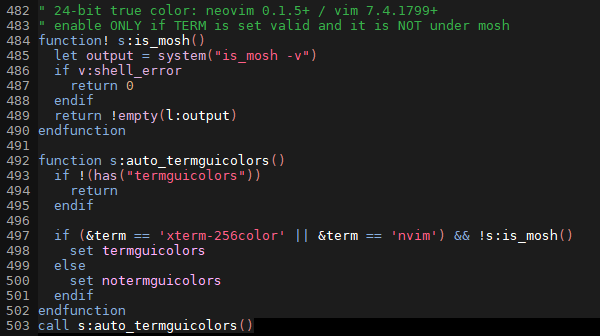 482 " 24-bit true color: neovim 0.1.5+ / vim 7.4.1799+
483 " enable ONLY if TERM is set valid and it is NOT under mosh
484 function! s:is_mosh()
485   let output = system("is_mosh -v")
486   if v:shell_error
487     return 0
488   endif
489   return !empty(l:output)
490 endfunction
491
492 function s:auto_termguicolors()
493   if !(has("termguicolors"))
494     return
495   endif
496
497   if (&term == 'xterm-256color' || &term == 'nvim') && !s:is_mosh()
498     set termguicolors
499   else
500     set notermguicolors
501   endif
502 endfunction
503 call s:auto_termguicolors()